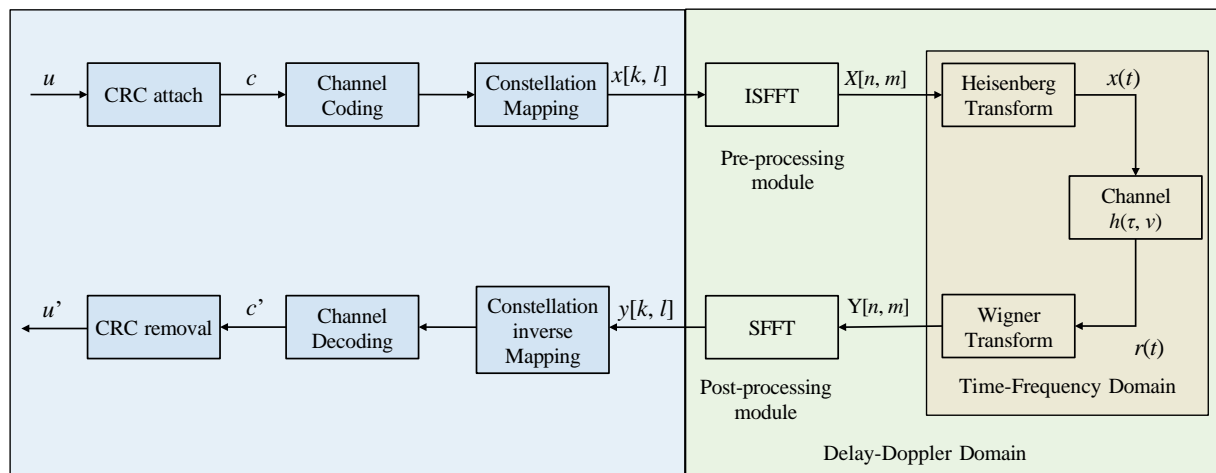 u
CRC attach
c
Channel
Coding
Constellation
Mapping
x[k, l]
ISFFT
X[n, m]
Heisenberg
Transform
x(t)
Pre-processing
module
Channel
h(τ, ν)
u’
CRC removal
c’
Channel
Decoding
Constellation
inverse
Mapping
y[k, l]
SFFT
Y[n, m]
Wigner
Transform
r(t)
Post-processing
module
Time-Frequency Domain
Delay-Doppler Domain